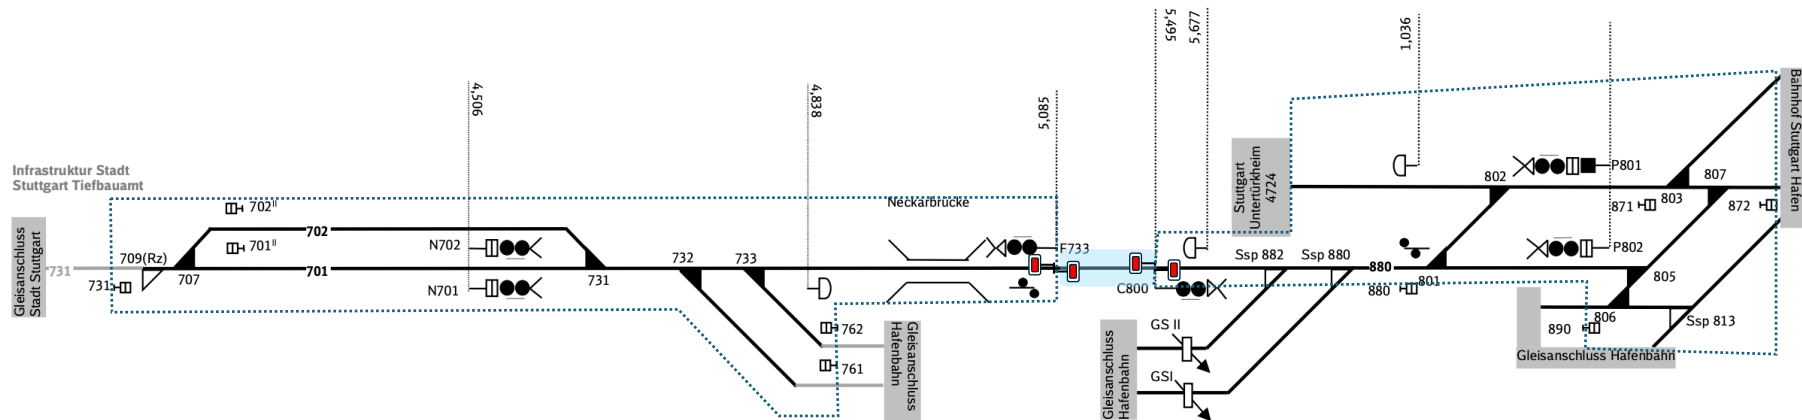 4,506
4,838
5,085
5,495
5,677
1,036
Infrastruktur Stadt
Stuttgart Tiefbauamt
Gleisanschluss
Stadt Stuttgart
731
709(Rz)
731
707
702ᴵᴵ
701ᴵᴵ
702
701
N702
N701
731
732
733
762
761
Gleisanschluss
Hafenbahn
Neckarbrücke
F733
C800
Gleisanschluss
Hafenbahn
GS II
GSI
Stuttgart
Untertürkheim
4724
Ssp 882
Ssp 880
880
880
801
802
P801
P802
871
803
807
872
805
806
890
Ssp 813
Gleisanschluss Hafenbahn
Bahnhof Stuttgart Hafen